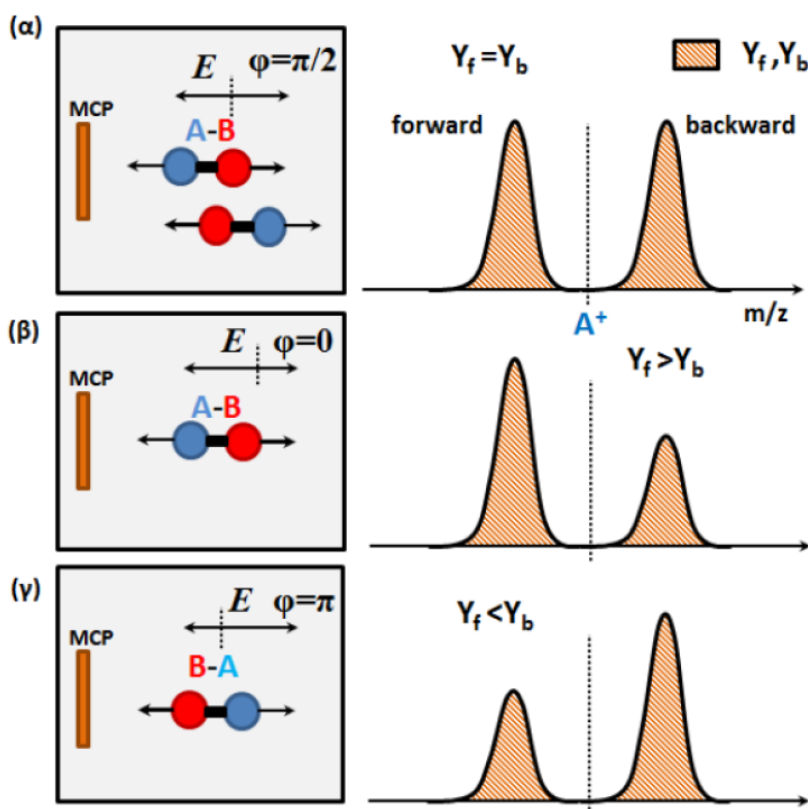 (α)
E φ=π/2
MCP
A-B
Y_f=Y_b
Y_f,Y_b
forward
backward
A⁺
m/z
(β)
E φ=0
MCP
A-B
Y_f>Y_b
(γ)
E φ=π
MCP
B-A
Y_f<Y_b